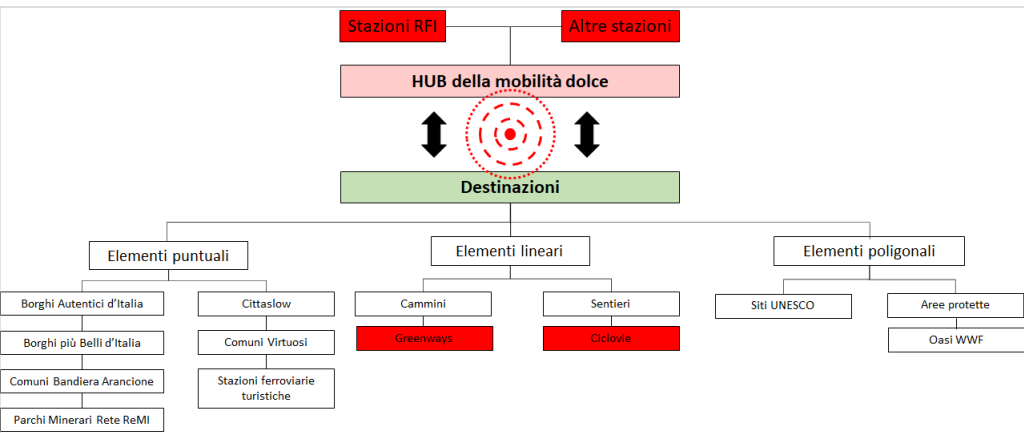 Stazioni RFI
Altre stazioni
HUB della mobilità dolce
Destinazioni
Elementi puntuali
Elementi lineari
Elementi poligonali
Borghi Autentici d'Italia
Cittaslow
Cammini
Sentieri
Siti UNESCO
Aree protette
Borghi più Belli d'Italia
Comuni Virtuosi
Greenways
Ciclovie
Oasi WWF
Comuni Bandiera Arancione
Stazioni ferroviarie
turistiche
Parchi Minerari Rete ReMI